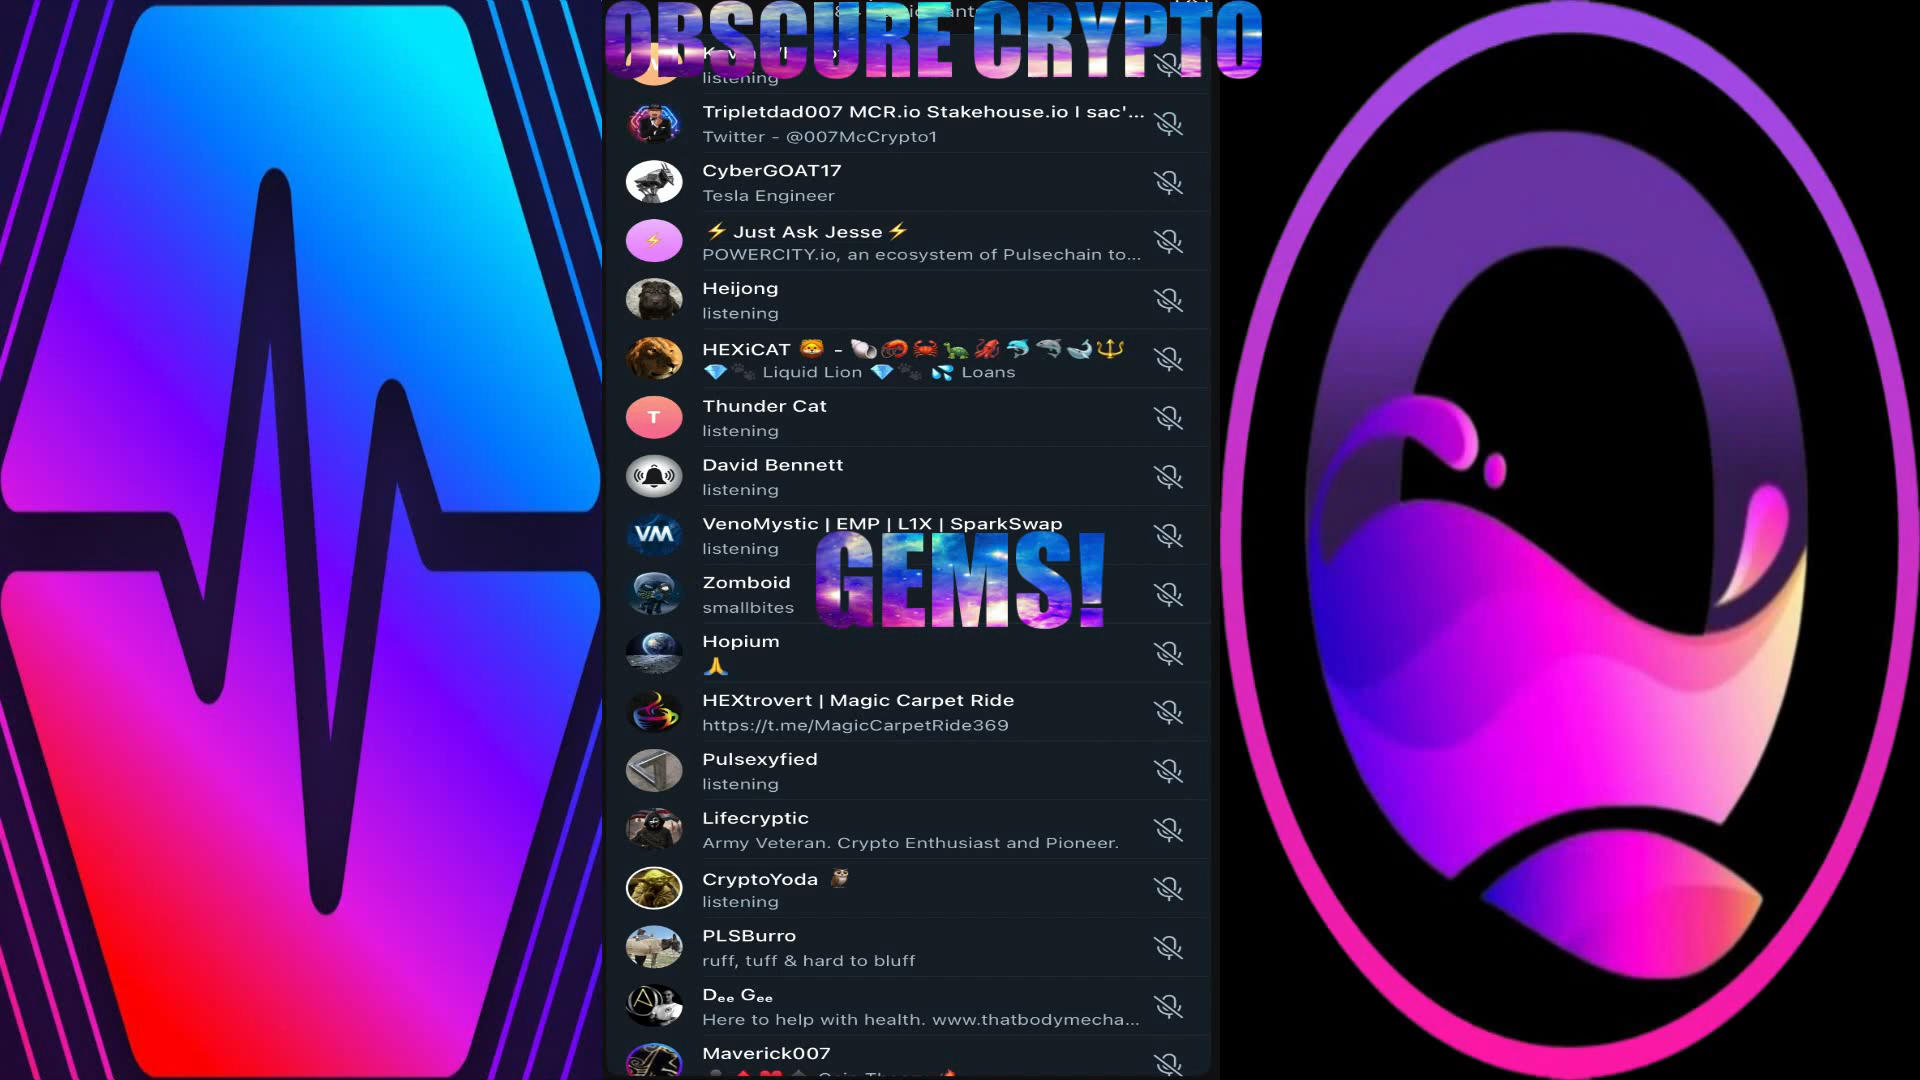 OBSCURE CRYPTO
listening
Tripletdad007 MCR.io Stakehouse.io I sac'...
Twitter - @007McCrypto1
CyberGOAT17
Tesla Engineer
⚡ Just Ask Jesse ⚡
POWERCITY.io, an ecosystem of Pulsechain to...
Heijong
listening
HEXiCAT 🦁 - 🐚🦐🦀🐢🦑🐬🦈🐳🔱
💎🐾 Liquid Lion 💎🐾 💦 Loans
T
Thunder Cat
listening
David Bennett
listening
VM
VenoMystic | EMP | L1X | SparkSwap
listening
GEMS!
Zomboid
smallbites
Hopium
🙏
HEXtrovert | Magic Carpet Ride
https://t.me/MagicCarpetRide369
Pulsexyfied
listening
Lifecryptic
Army Veteran. Crypto Enthusiast and Pioneer.
CryptoYoda 🦉
listening
PLSBurro
ruff, tuff & hard to bluff
Dₑₑ Gₑₑ
Here to help with health. www.thatbodymecha...
Maverick007